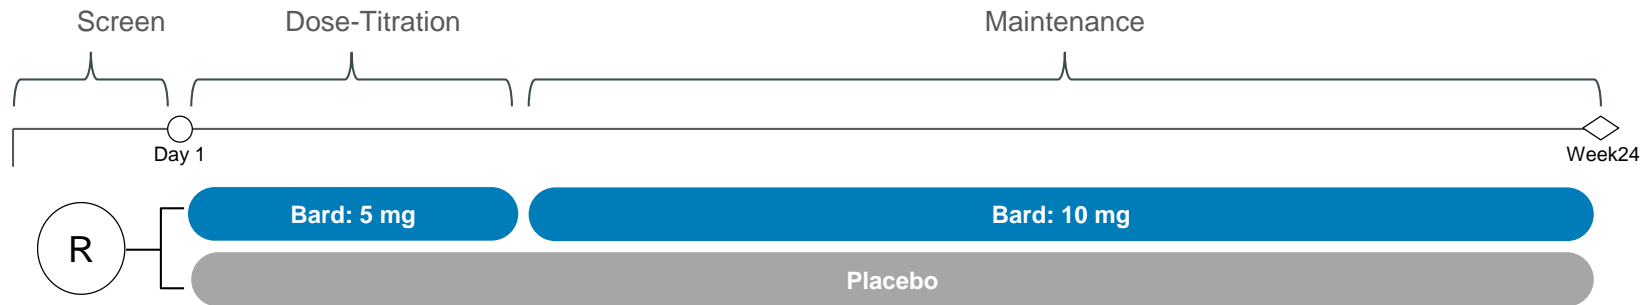 Screen
Dose-Titration
Maintenance
Day 1
Week24
Bard: 5 mg
Bard: 10 mg
R
Placebo